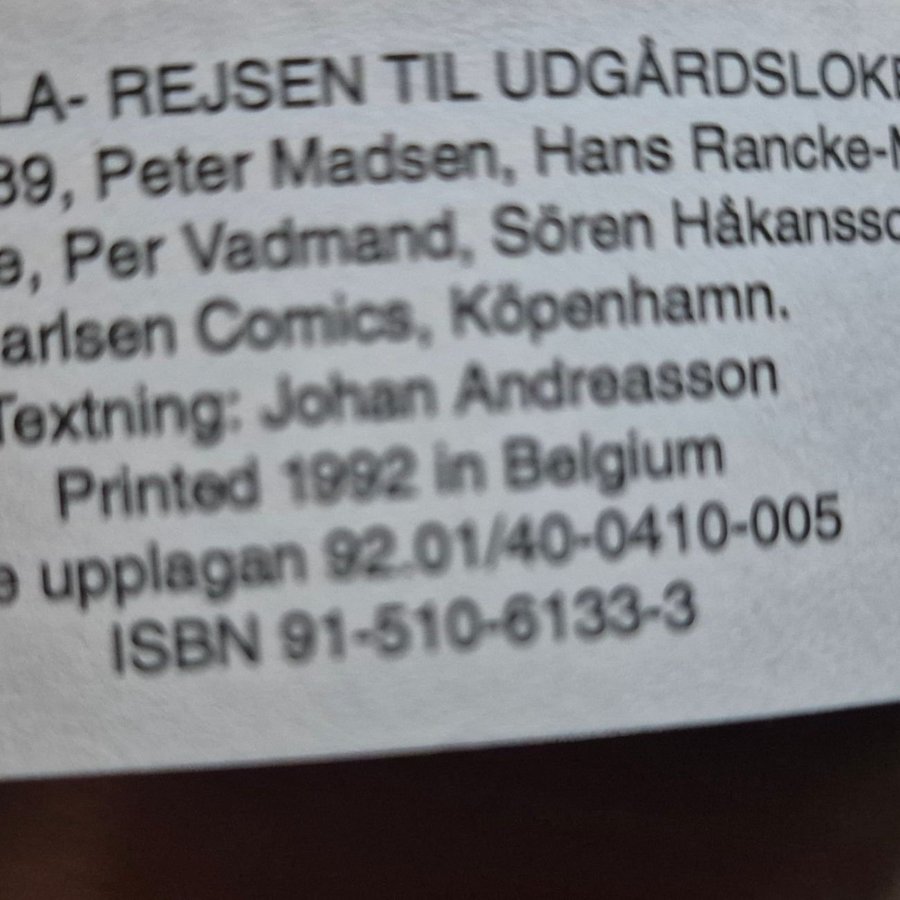 LA- REJSEN TIL UDGÅRDSLOKE
39, Peter Madsen, Hans Rancke-
e, Per Vadmand, Sören Håkansso
arlsen Comics, Köpenhamn.
Textning: Johan Andreasson
Printed 1992 in Belgium
e upplagan 92.01/40-0410-005
ISBN 91-510-6133-3